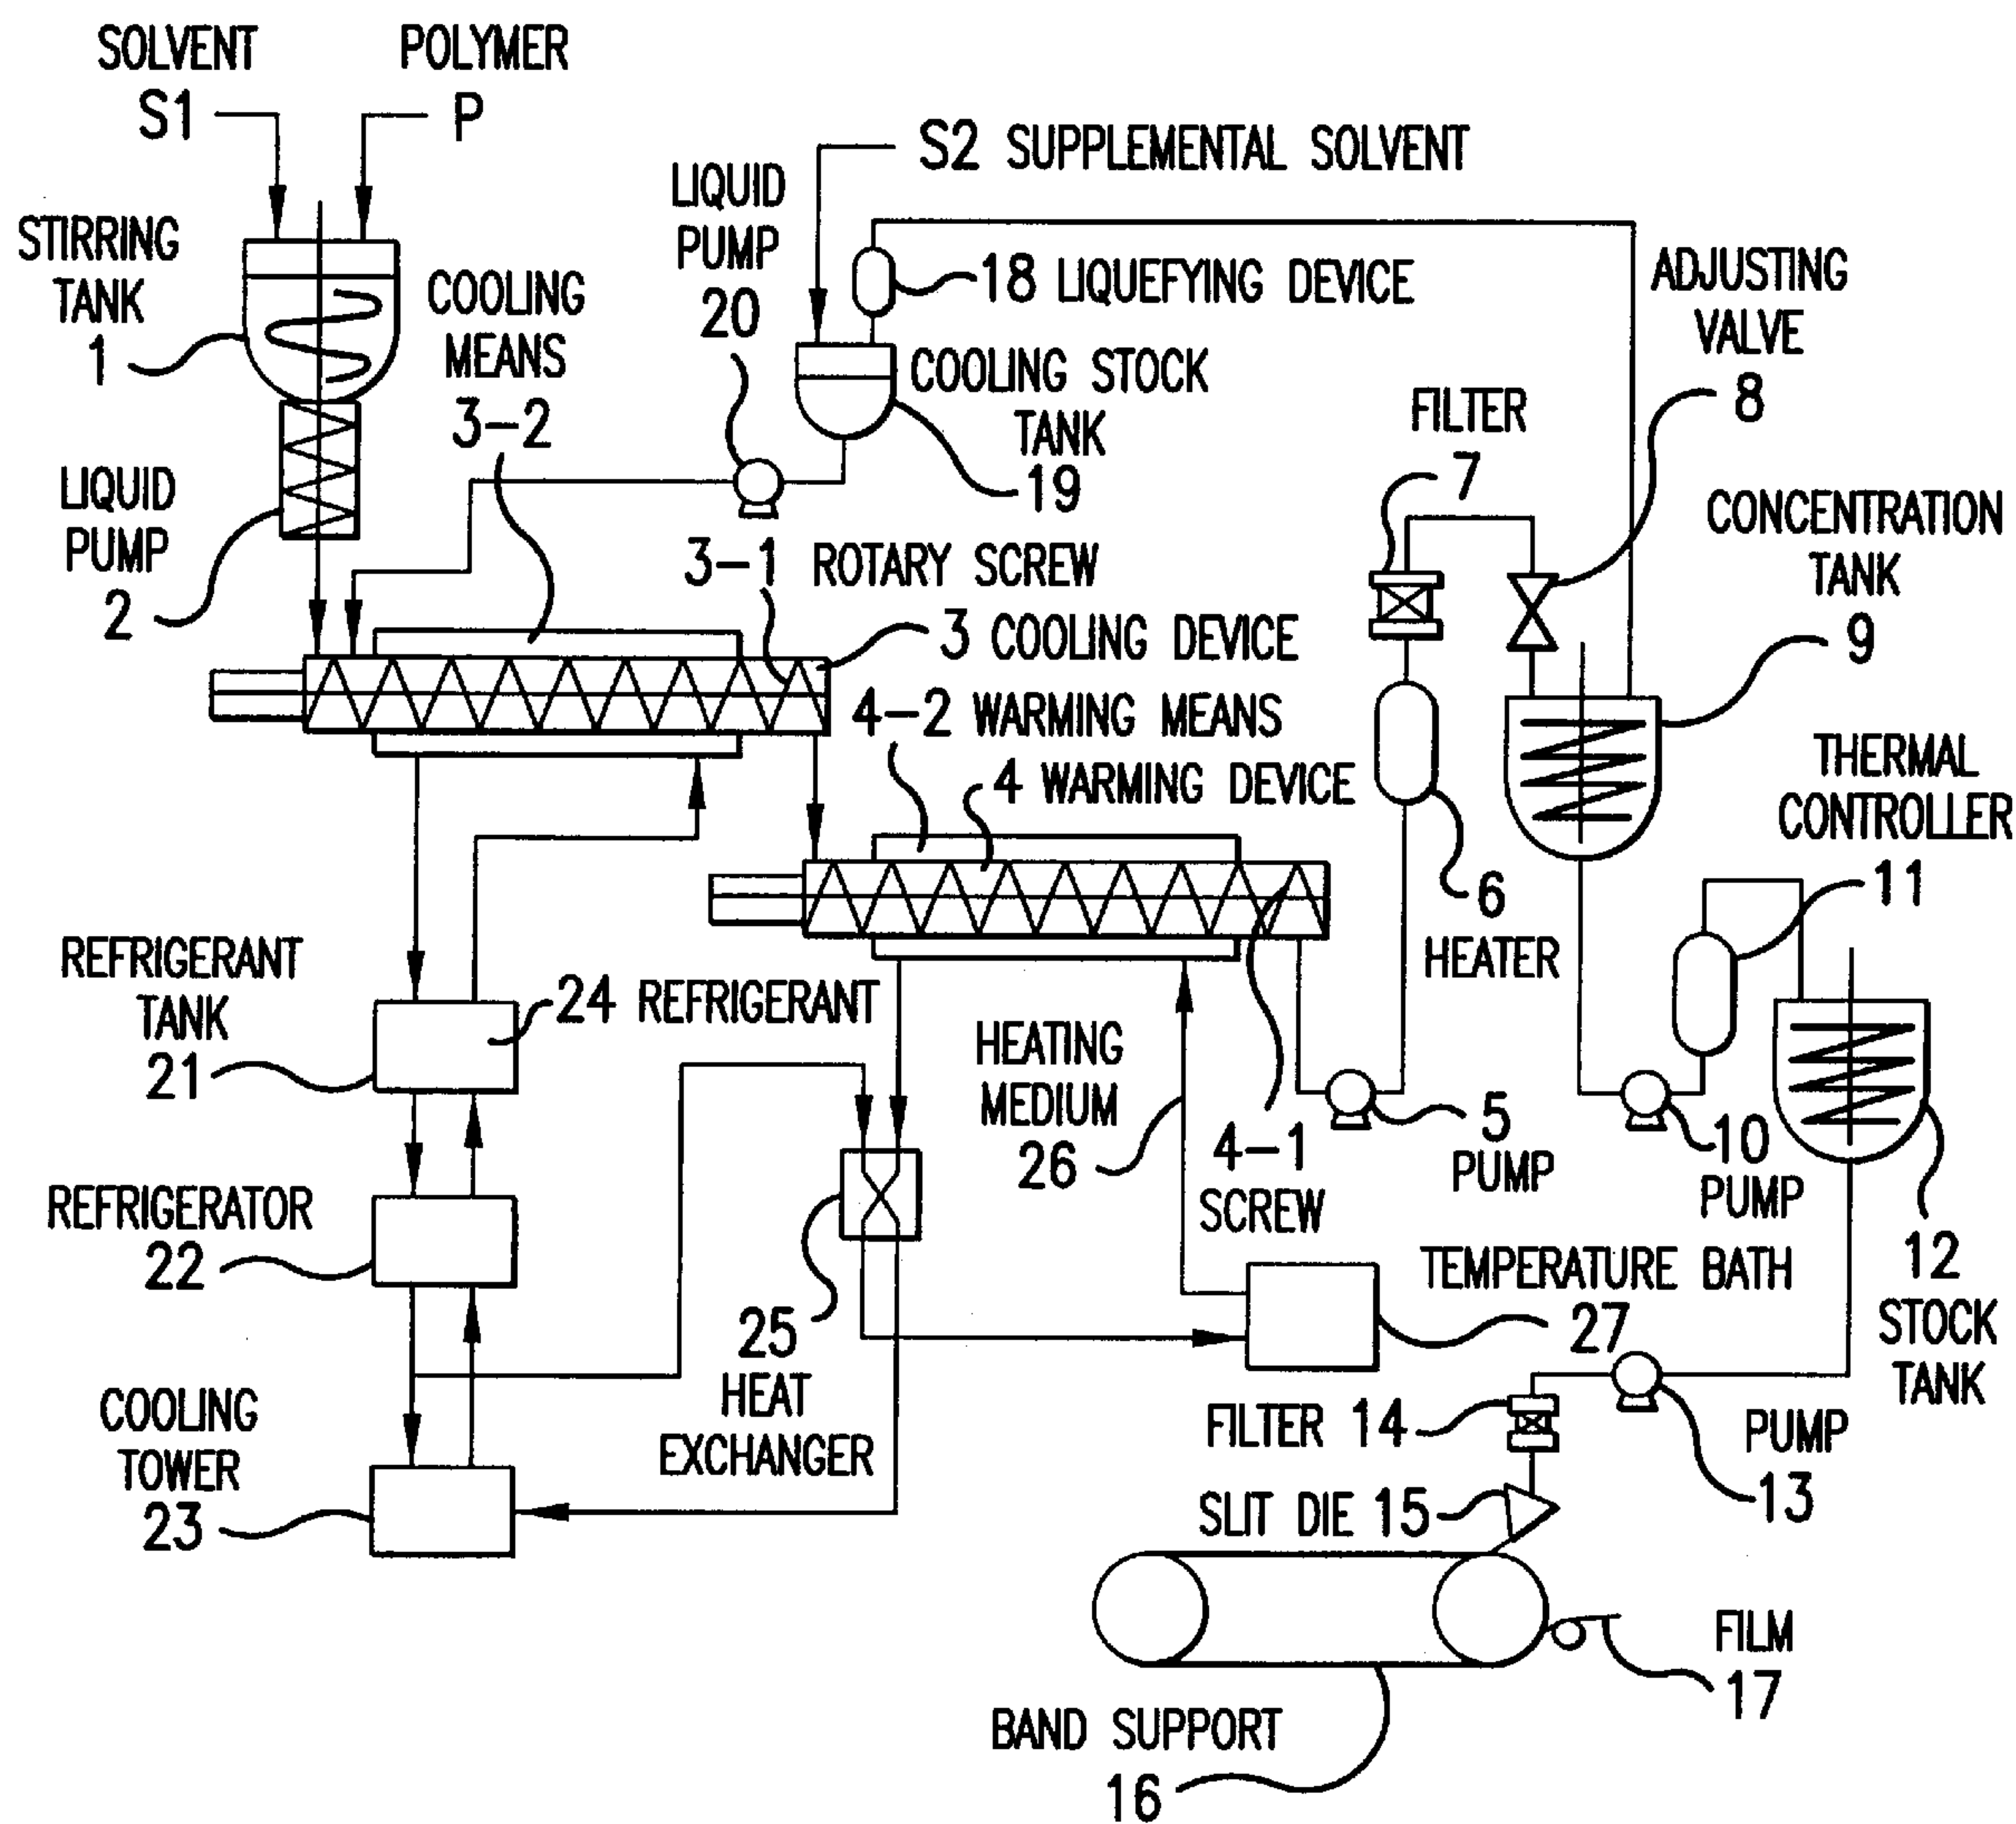 SOLVENT
S1
POLYMER
P
S2 SUPPLEMENTAL SOLVENT
LIQUID
PUMP
20
STIRRING
TANK
1
COOLING
MEANS
3-2
18 LIQUEFYING DEVICE
ADJUSTING
VALVE
8
COOLING STOCK
TANK
19
FILTER
7
LIQUID
PUMP
2
CONCENTRATION
TANK
9
3-1 ROTARY SCREW
3 COOLING DEVICE
4-2 WARMING MEANS
4 WARMING DEVICE
THERMAL
CONTROLLER
11
6
HEATER
REFRIGERANT
TANK
21
24 REFRIGERANT
HEATING
MEDIUM
26
4-1
SCREW
5
PUMP
10
PUMP
REFRIGERATOR
22
12
STOCK
TANK
TEMPERATURE BATH
27
25
HEAT
EXCHANGER
COOLING
TOWER
23
FILTER 14
PUMP
13
SLIT DIE 15
FILM
17
BAND SUPPORT
16